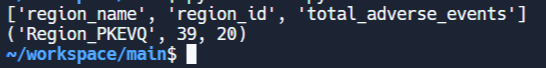 ['region_name', 'region_id', 'total_adverse_events']
('Region_PKEVQ', 39, 20)
~/workspace/main$